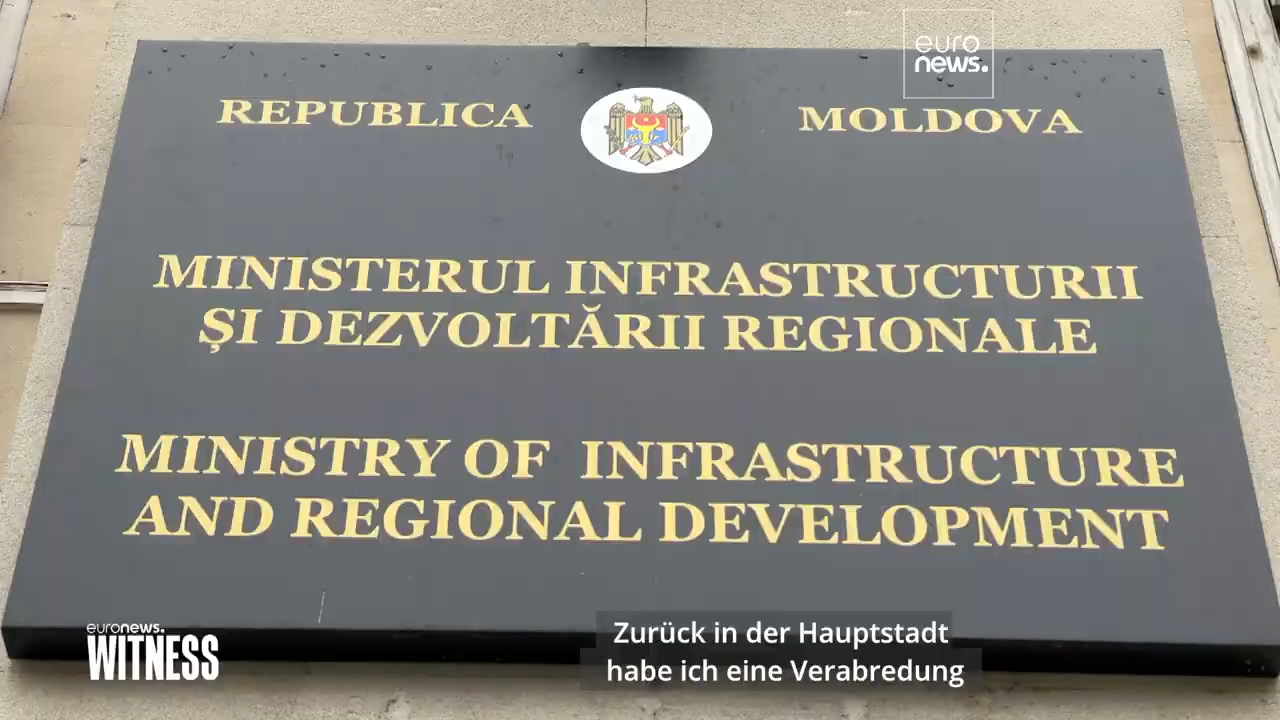 euro
news.
REPUBLICA MOLDOVA
MINISTERUL INFRASTRUCTURII
ȘI DEZVOLTĂRII REGIONALE
MINISTRY OF INFRASTRUCTURE
AND REGIONAL DEVELOPMENT
euronews.
WITNESS
Zurück in der Hauptstadt
habe ich eine Verabredung